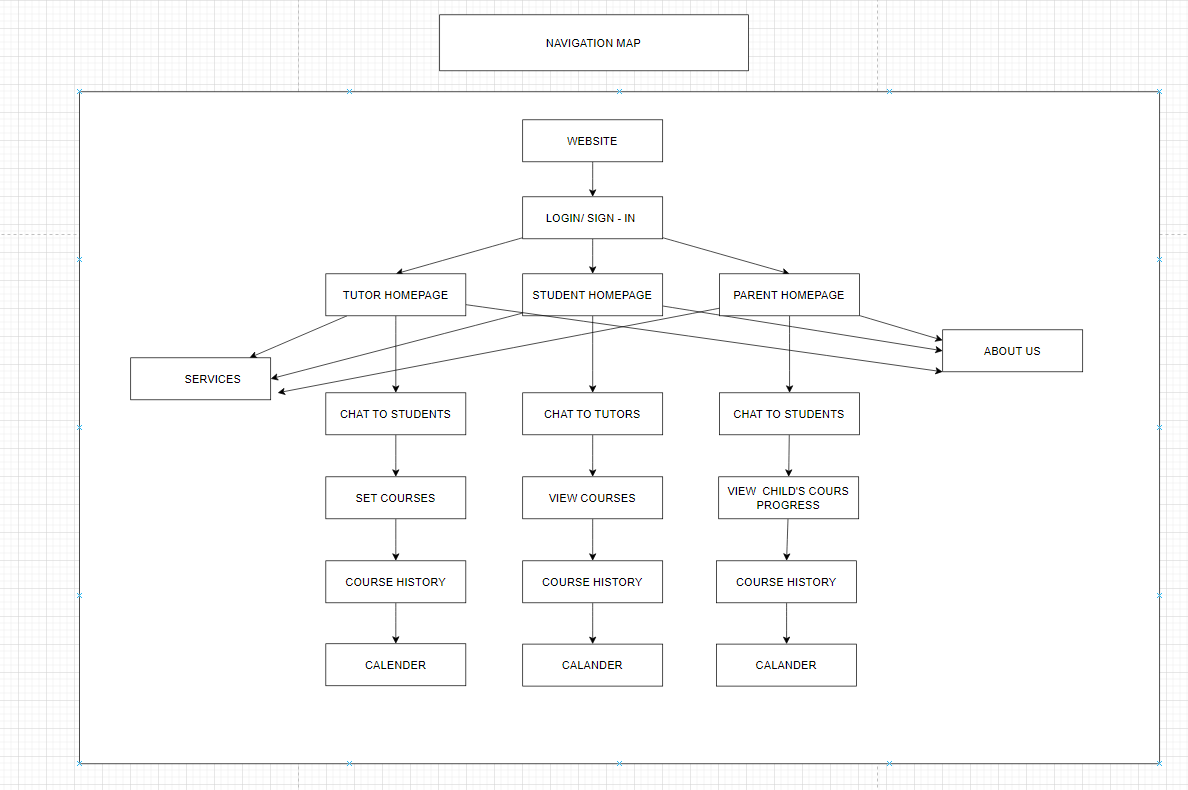 NAVIGATION MAP
WEBSITE
LOGIN/ SIGN - IN
TUTOR HOMEPAGE
STUDENT HOMEPAGE
PARENT HOMEPAGE
ABOUT US
SERVICES
CHAT TO STUDENTS
CHAT TO TUTORS
CHAT TO STUDENTS
SET COURSES
VIEW COURSES
VIEW CHILD'S COURS
PROGRESS
COURSE HISTORY
COURSE HISTORY
COURSE HISTORY
CALENDER
CALANDER
CALANDER